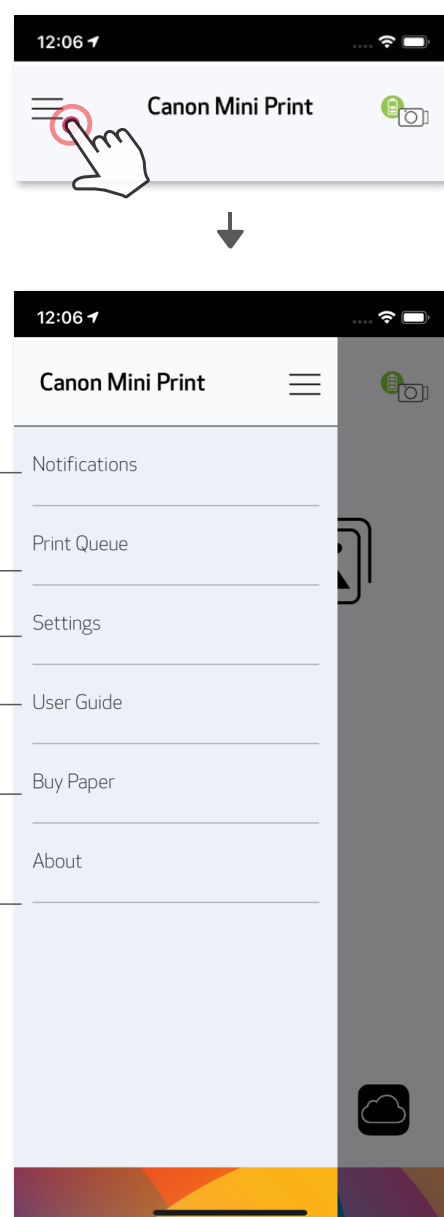 12:06
Canon Mini Print
12:06
Canon Mini Print
Notifications
Print Queue
Settings
User Guide
Buy Paper
About